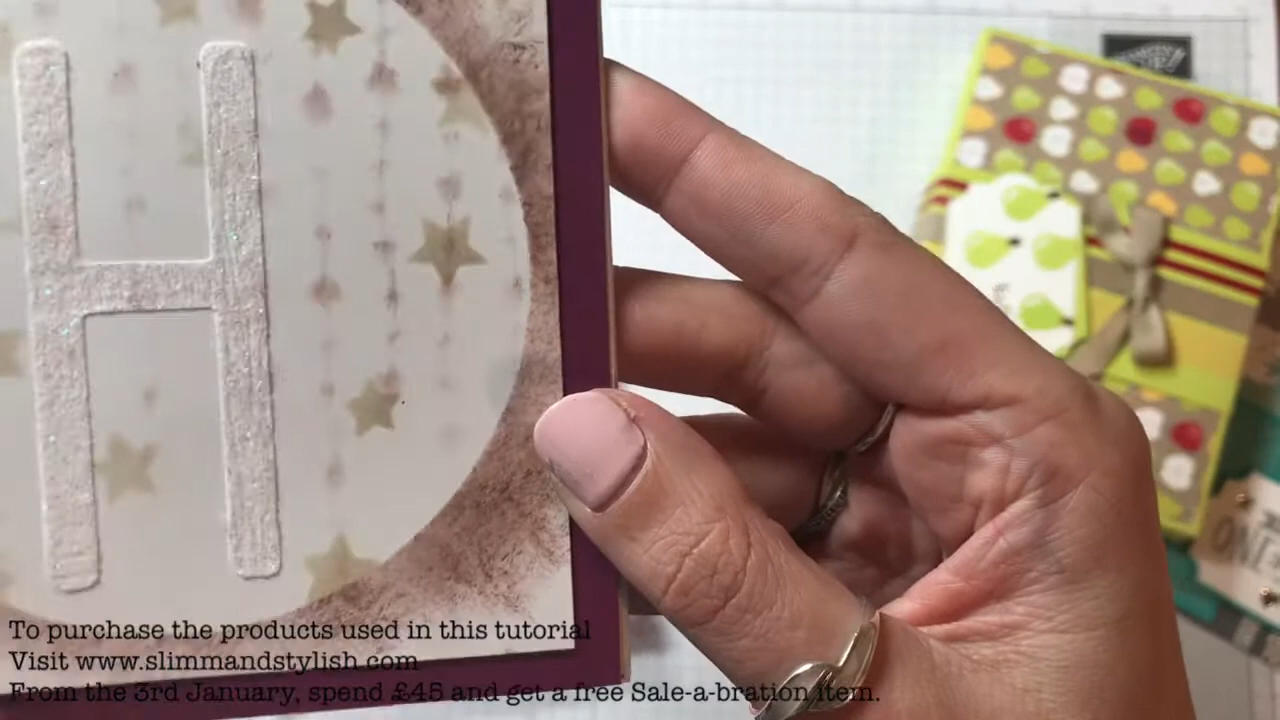 H
ONE
To purchase the products used in this tutorial
Visit www.slimmandstylish.com
From the 3rd January, spend £45 and get a free Sale-a-bration item.